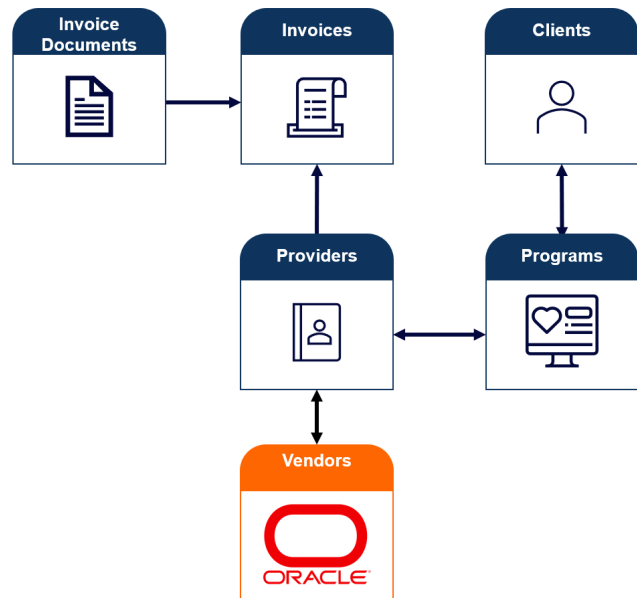 Invoice
Documents
Invoices
Clients
Providers
Programs
Vendors
ORACLE